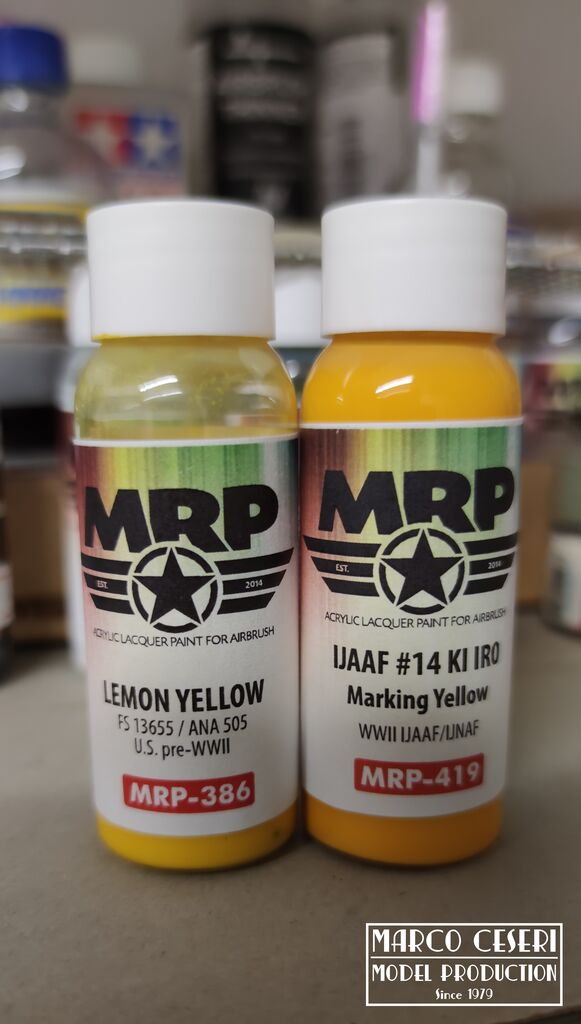 MRP
EST.
2014
ACRYLIC LACQUER PAINT FOR AIRBRUSH
LEMON YELLOW
FS 13655 / ANA 505
U.S. pre-WWII
MRP-386
MRP
EST.
2014
ACRYLIC LACQUER PAINT FOR AIRBRUSH
IJAAF #14 KI IRO
Marking Yellow
WWII IJAAF/IJNAF
MRP-419
MARCO CESERI
MODEL PRODUCTION
Since 1979